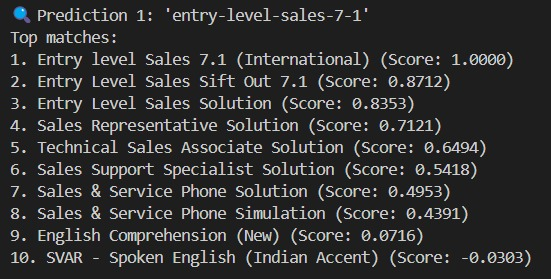 🔍 Prediction 1: 'entry-level-sales-7-1'
Top matches:
1. Entry level Sales 7.1 (International) (Score: 1.0000)
2. Entry Level Sales Sift Out 7.1 (Score: 0.8712)
3. Entry Level Sales Solution (Score: 0.8353)
4. Sales Representative Solution (Score: 0.7121)
5. Technical Sales Associate Solution (Score: 0.6494)
6. Sales Support Specialist Solution (Score: 0.5418)
7. Sales & Service Phone Solution (Score: 0.4953)
8. Sales & Service Phone Simulation (Score: 0.4391)
9. English Comprehension (New) (Score: 0.0716)
10. SVAR - Spoken English (Indian Accent) (Score: -0.0303)